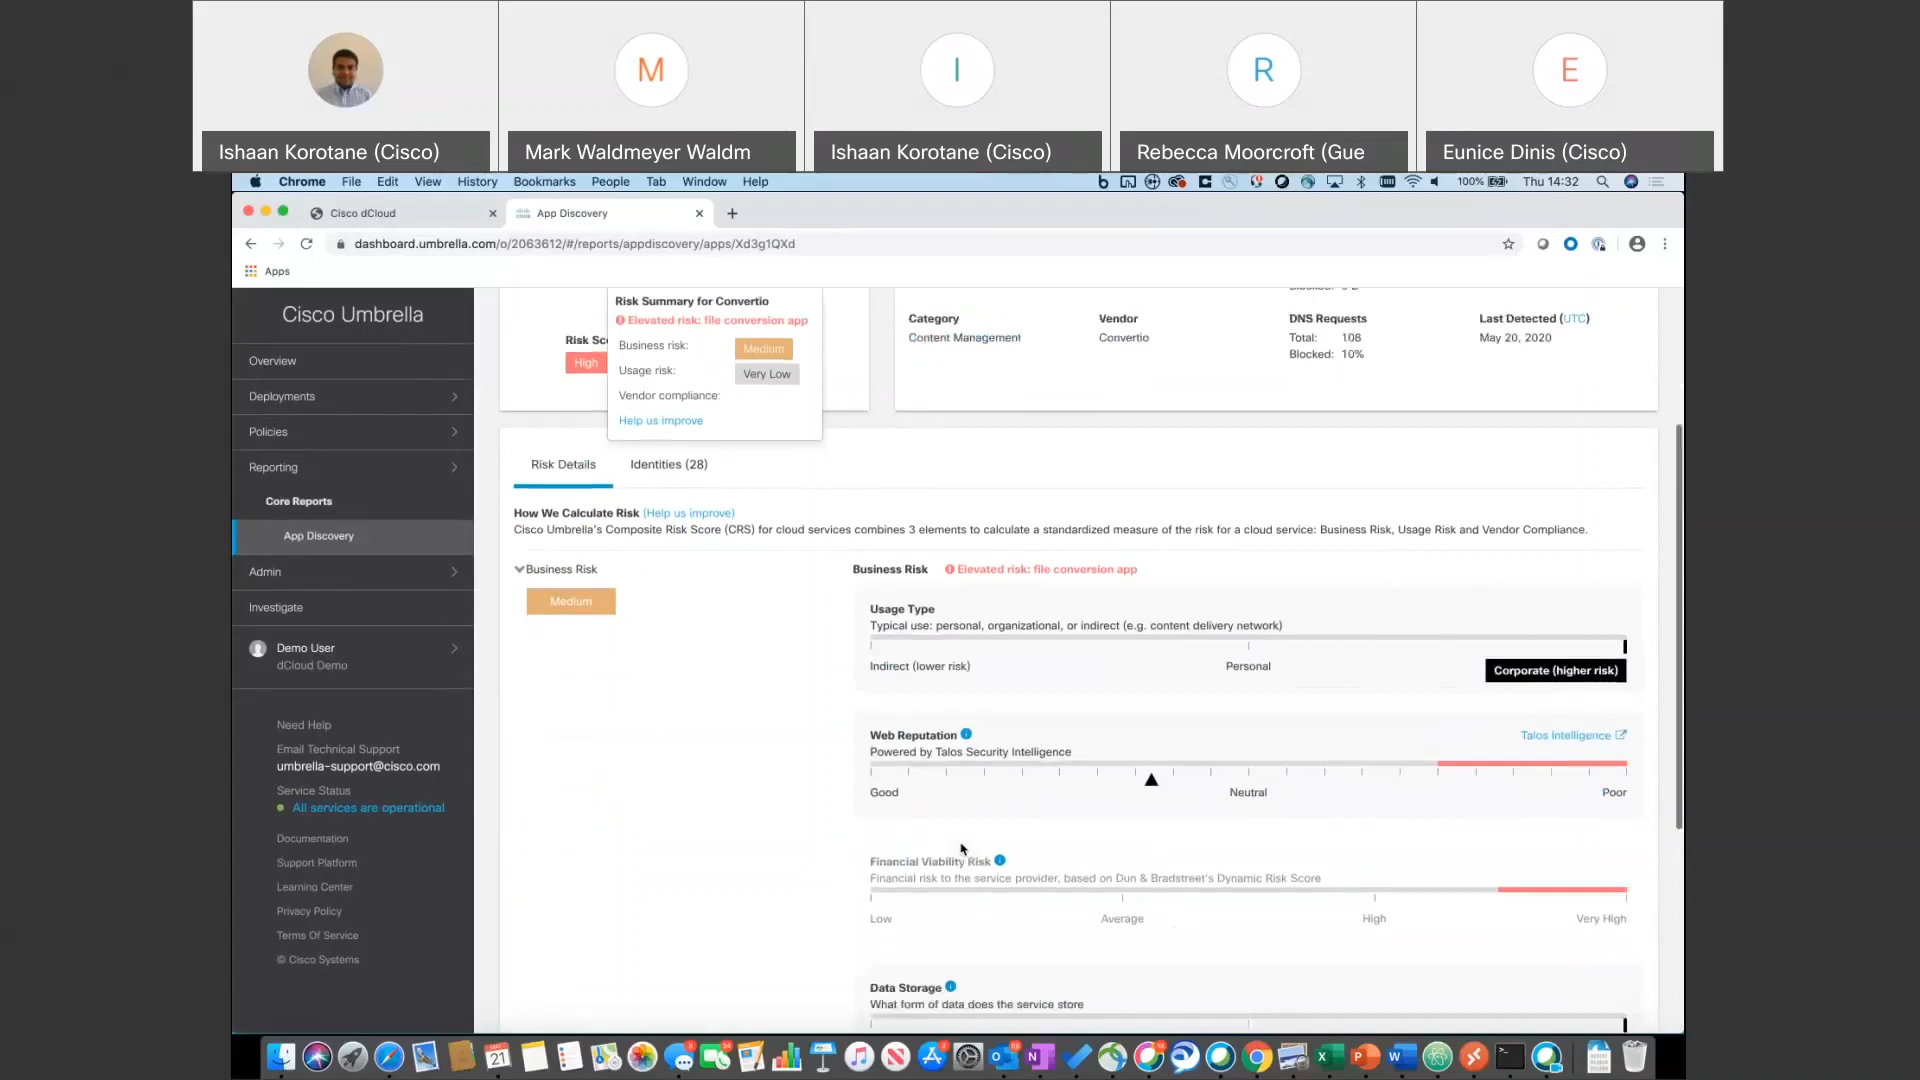 M
I
R
E
Ishaan Korotane (Cisco)
Mark Waldmeyer Waldm
Ishaan Korotane (Cisco)
Rebecca Moorcroft (Gue
Eunice Dinis (Cisco)
Chrome File Edit View History Bookmarks People Tab Window Help
100% Thu 14:32
Cisco dCloud
App Discovery
dashboard.umbrella.com/o/2063612/#/reports/appdiscovery/apps/Xd3g1QXd
Apps
Cisco Umbrella
Overview
Deployments
Policies
Reporting
Core Reports
App Discovery
Admin
Investigate
Demo User
dCloud Demo
Need Help
Email Technical Support
umbrella-support@cisco.com
Service Status
All services are operational
Documentation
Support Platform
Learning Center
Privacy Policy
Terms Of Service
© Cisco Systems
Risk Sc
High
Risk Summary for Convertio
Elevated risk: file conversion app
Business risk: Medium
Usage risk: Very Low
Vendor compliance:
Help us improve
Category
Content Management
Vendor
Convertio
DNS Requests
Total: 108
Blocked: 10%
Last Detected (UTC)
May 20, 2020
Risk Details
Identities (28)
How We Calculate Risk (Help us improve)
Cisco Umbrella's Composite Risk Score (CRS) for cloud services combines 3 elements to calculate a standardized measure of the risk for a cloud service: Business Risk, Usage Risk and Vendor Compliance.
Business Risk
Medium
Business Risk Elevated risk: file conversion app
Usage Type
Typical use: personal, organizational, or indirect (e.g. content delivery network)
Indirect (lower risk) Personal Corporate (higher risk)
Web Reputation Talos Intelligence
Powered by Talos Security Intelligence
Good Neutral Poor
Financial Viability Risk
Financial risk to the service provider, based on Dun & Bradstreet's Dynamic Risk Score
Low Average High Very High
Data Storage
What form of data does the service store
21